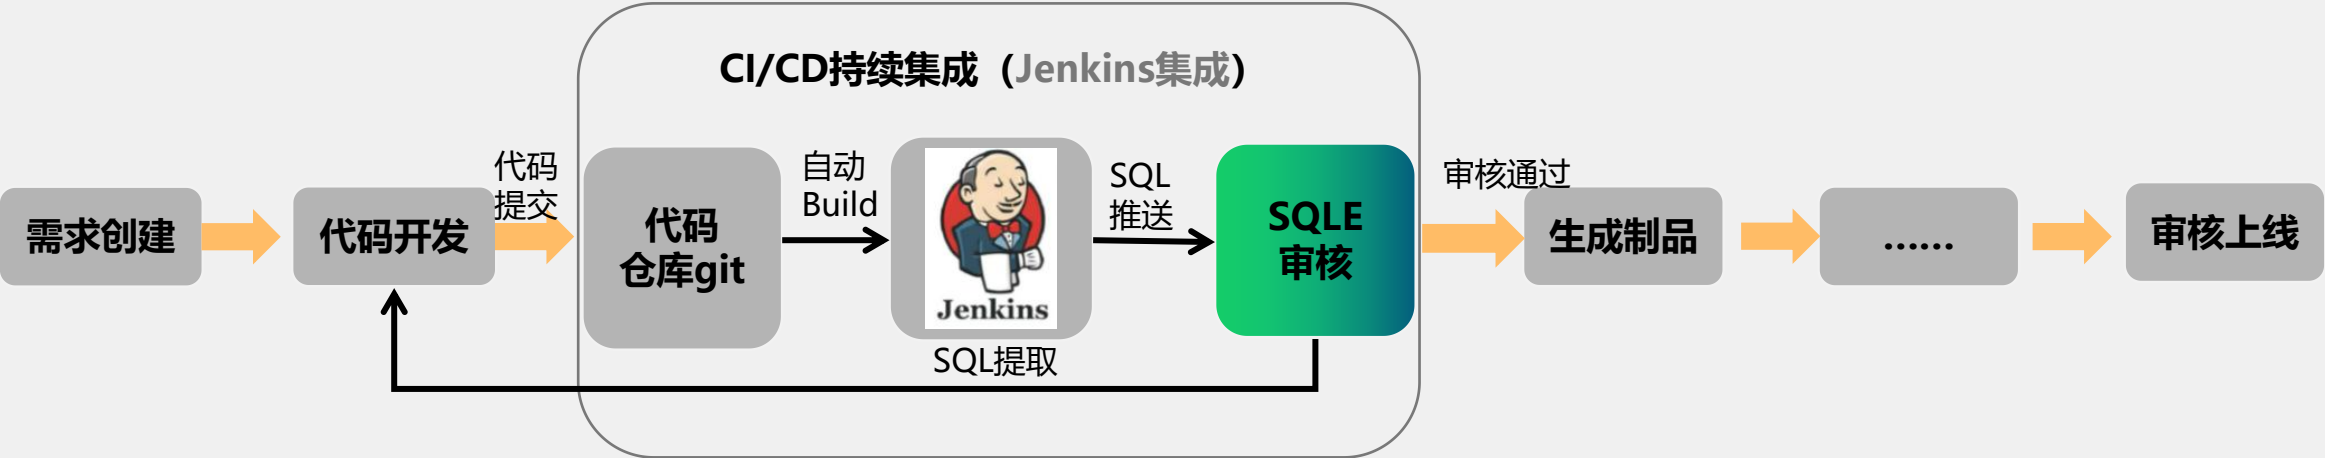 CI/CD持续集成（Jenkins集成）
需求创建
代码开发
代码
提交
代码
仓库git
自动
Build
Jenkins
SQL提取
SQL
推送
SQLE
审核
审核通过
生成制品
......
审核上线